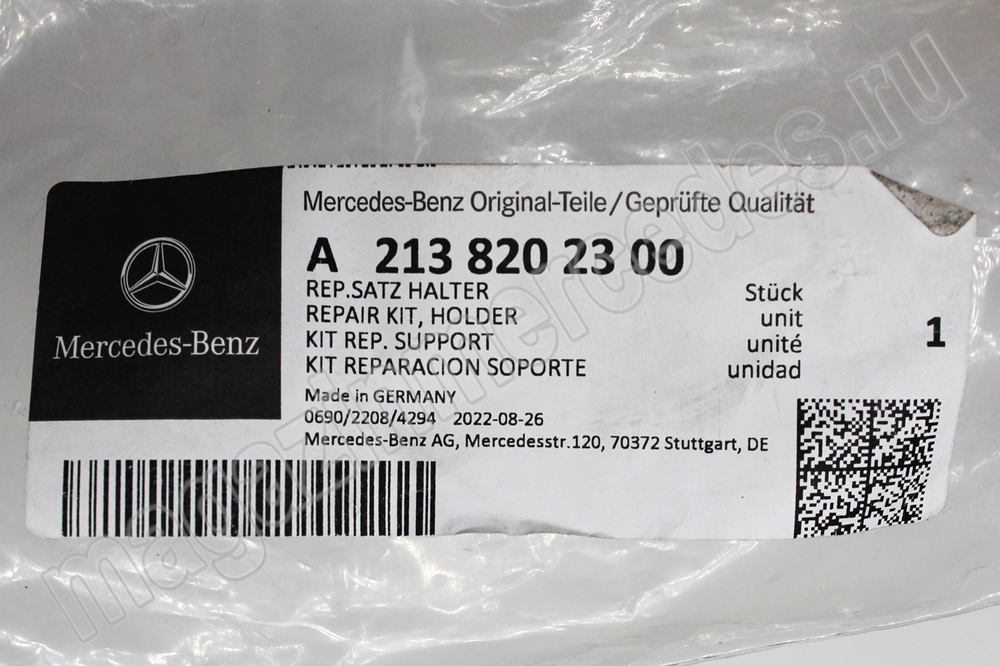 Mercedes-Benz Original-Teile/Geprüfte Qualität
A 213 820 23 00
REP.SATZ HALTER Stück
REPAIR KIT, HOLDER unit
KIT REP. SUPPORT unité
KIT REPARACION SOPORTE unidad
1
Made in GERMANY
0690/2208/4294 2022-08-26
Mercedes-Benz AG, Mercedesstr.120, 70372 Stuttgart, DE
Mercedes-Benz
magazinmercedes.ru